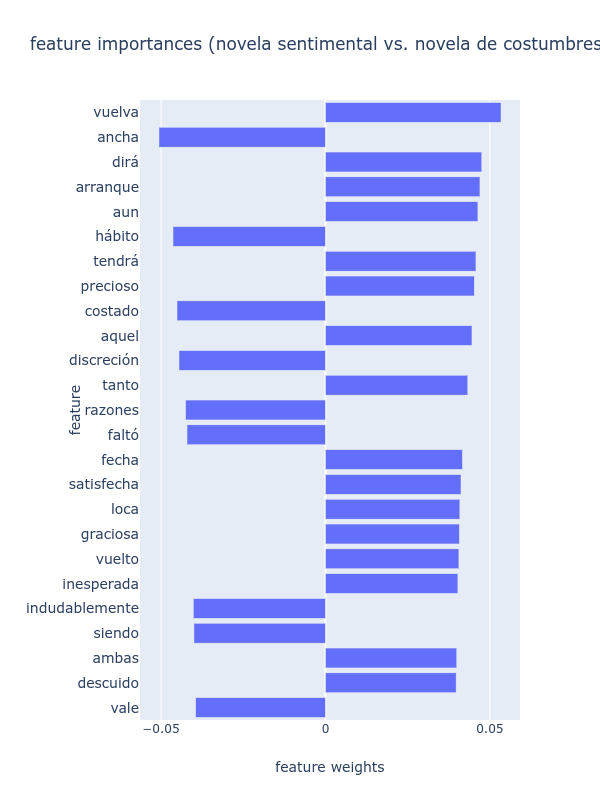 feature importances (novela sentimental vs. novela de costumbres
vuelva
ancha
dirá
arranque
aun
hábito
tendrá
precioso
costado
aquel
discreción
tanto
feature
razones
faltó
fecha
satisfecha
loca
graciosa
vuelto
inesperada
indudablemente
siendo
ambas
descuido
vale
−0.05 0 0.05
feature weights